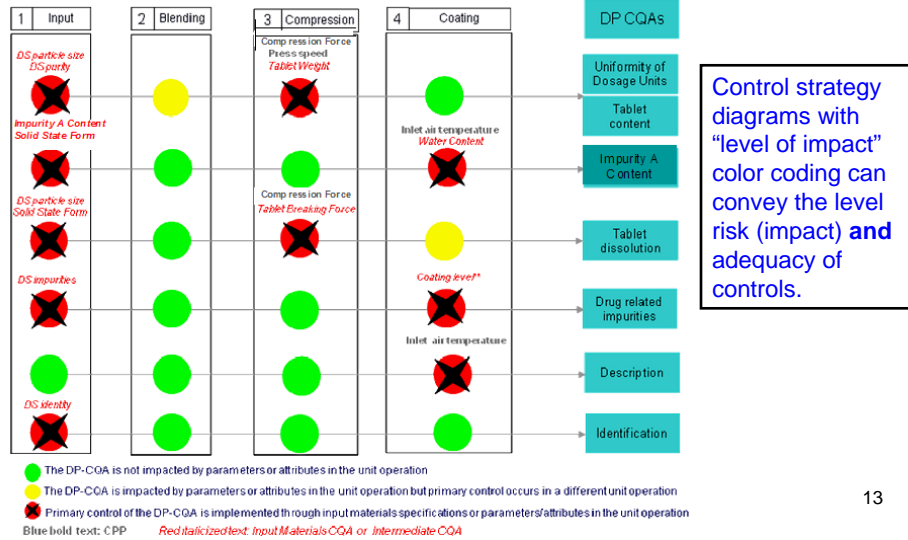 1 Input
2 Blending
3 Compression
4 Coating
DP CQAs
DS particle size
DS purity
Compression Force
Press speed
Tablet Weight
Uniformity of
Dosage Units
Tablet
content
Impurity A Content
Solid State Form
Inlet air temperature
Water Content
Impurity A
Content
DS particle size
Solid State Form
Compression Force
Tablet Breaking Force
Tablet
dissolution
DS impurities
Coating level**
Drug related
impurities
Inlet air temperature
Description
DS identity
Identification
Control strategy
diagrams with
“level of impact”
color coding can
convey the level
risk (impact) and
adequacy of
controls.
The DP-CQA is not impacted by parameters or attributes in the unit operation
The DP-CQA is impacted by parameters or attributes in the unit operation but primary control occurs in a different unit operation
Primary control of the DP-CQA is implemented through input materials specifications or parameters/attributes in the unit operation
Blue bold text: CPP Red italicized text: Input Materials CQA or Intermediate CQA
13